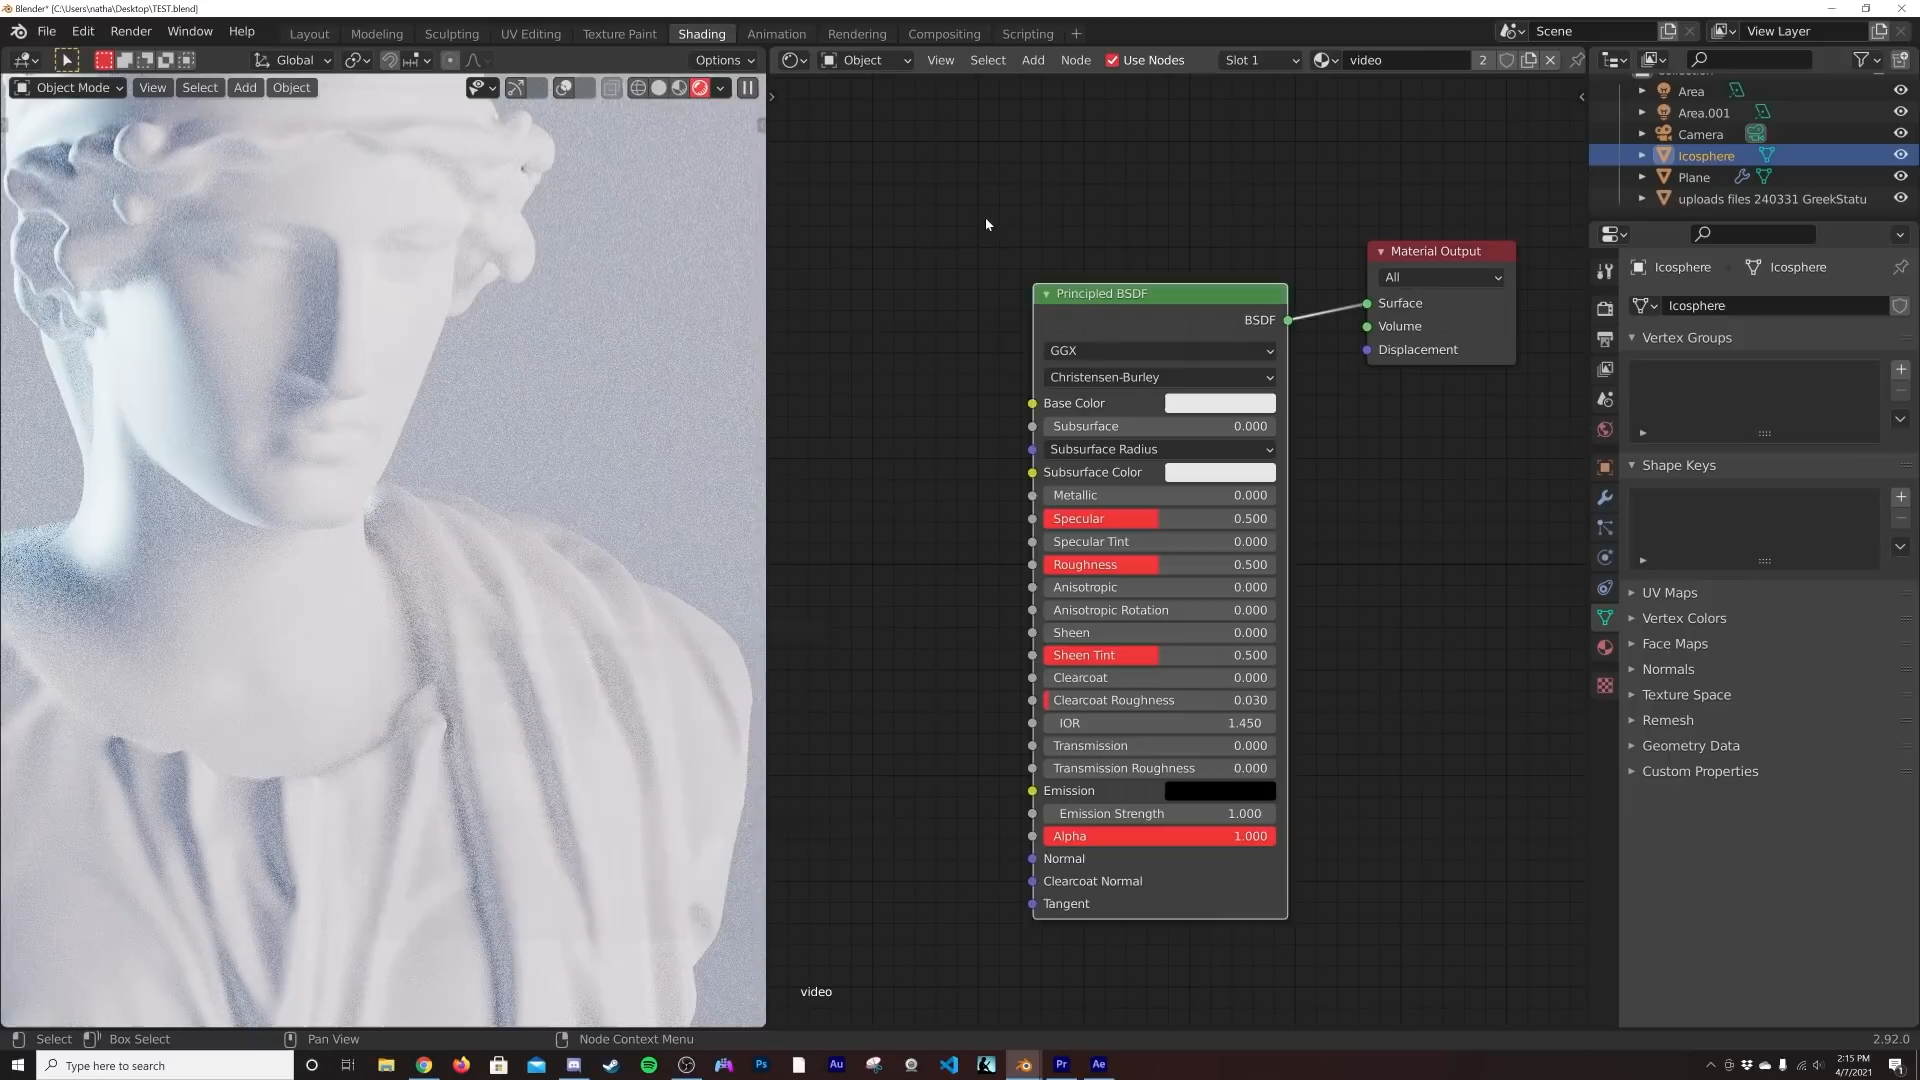 Blender* [C:\Users\natha\Desktop\TEST.blend]
File Edit Render Window Help Layout Modeling Sculpting UV Editing Texture Paint Shading Animation Rendering Compositing Scripting + Scene View Layer
Global Options Object View Select Add Node Use Nodes Slot 1 video 2
Object Mode View Select Add Object
Area
Area.001
Camera
Icosphere
Plane
uploads files 240331 GreekStatu
Icosphere Icosphere
Icosphere
Vertex Groups
Shape Keys
UV Maps
Vertex Colors
Face Maps
Normals
Texture Space
Remesh
Geometry Data
Custom Properties
Material Output
All
Surface
Volume
Displacement
Principled BSDF
BSDF
GGX
Christensen-Burley
Base Color
Subsurface 0.000
Subsurface Radius
Subsurface Color
Metallic 0.000
Specular 0.500
Specular Tint 0.000
Roughness 0.500
Anisotropic 0.000
Anisotropic Rotation 0.000
Sheen 0.000
Sheen Tint 0.500
Clearcoat 0.000
Clearcoat Roughness 0.030
IOR 1.450
Transmission 0.000
Transmission Roughness 0.000
Emission
Emission Strength 1.000
Alpha 1.000
Normal
Clearcoat Normal
Tangent
video
Select Box Select Pan View Node Context Menu 2.92.0
Type here to search Ps Au Pr Ae
2:15 PM
4/7/2021